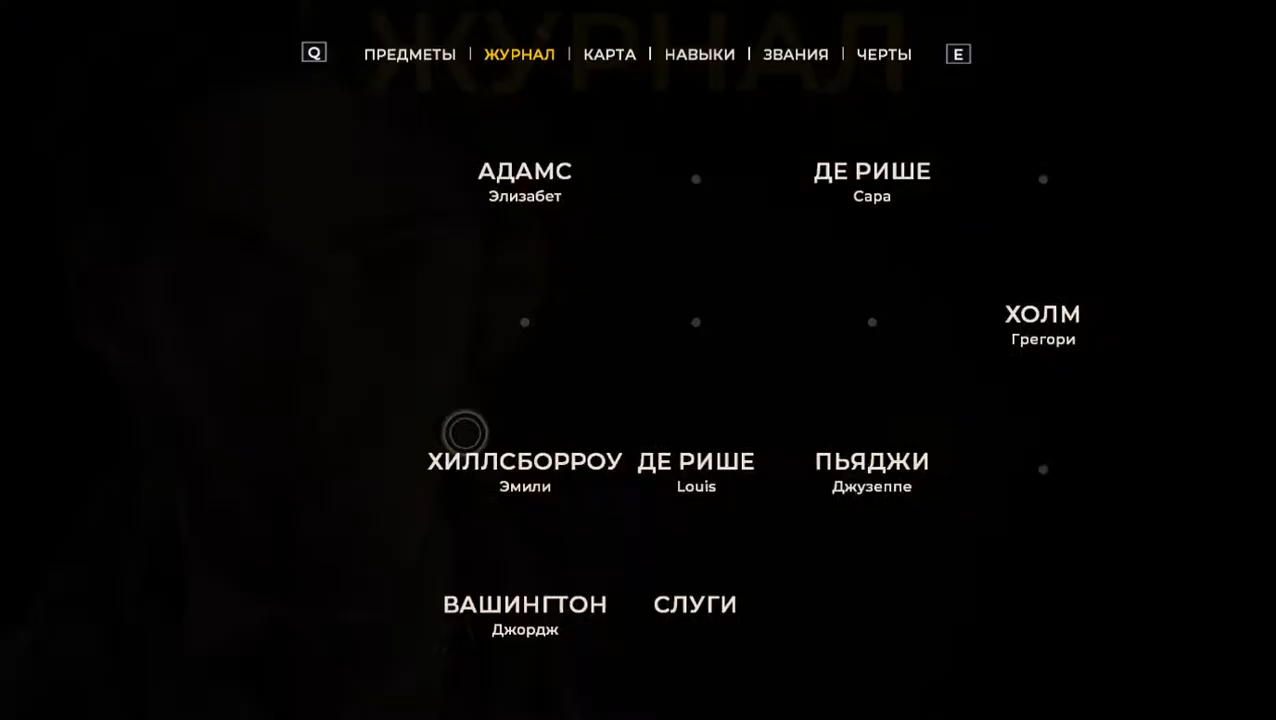 ЖУРНАЛ
Q ПРЕДМЕТЫ | ЖУРНАЛ | КАРТА | НАВЫКИ | ЗВАНИЯ | ЧЕРТЫ E
АДАМС
Элизабет
ДЕ РИШЕ
Сара
ХОЛМ
Грегори
ХИЛЛСБОРРОУ
Эмили
ДЕ РИШЕ
Louis
ПЬЯДЖИ
Джузеппе
ВАШИНГТОН
Джордж
СЛУГИ